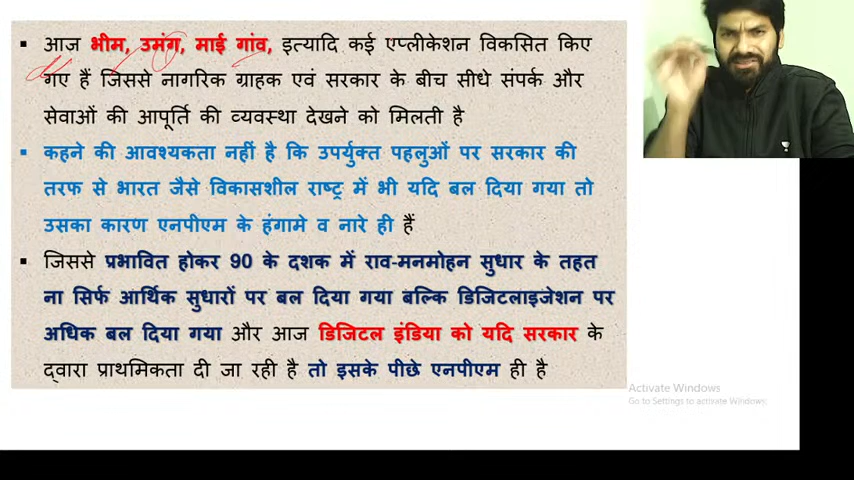 ▪ आज भीम, उमंग, माई गांव, इत्यादि कई एप्लीकेशन विकसित किए
गए हैं जिससे नागरिक ग्राहक एवं सरकार के बीच सीधे संपर्क और
सेवाओं की आपूर्ति की व्यवस्था देखने को मिलती है
▪ कहने की आवश्यकता नहीं है कि उपर्युक्त पहलुओं पर सरकार की
तरफ से भारत जैसे विकासशील राष्ट्र में भी यदि बल दिया गया तो
उसका कारण एनपीएम के हंगामे व नारे ही हैं
▪ जिससे प्रभावित होकर 90 के दशक में राव-मनमोहन सुधार के तहत
ना सिर्फ आर्थिक सुधारों पर बल दिया गया बल्कि डिजिटलाइजेशन पर
अधिक बल दिया गया और आज डिजिटल इंडिया को यदि सरकार के
द्वारा प्राथमिकता दी जा रही है तो इसके पीछे एनपीएम ही है
Activate Windows
Go to Settings to activate Windows.